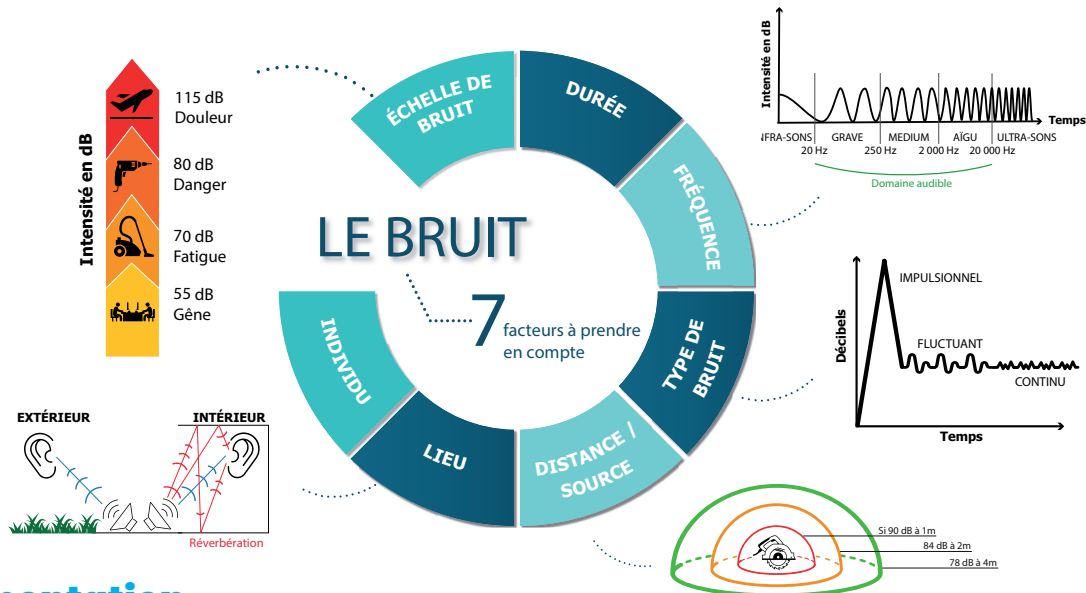 LE BRUIT
7
facteurs à prendre
en compte
ÉCHELLE DE
BRUIT
DURÉE
FRÉQUENCE
TYPE DE
BRUIT
DISTANCE /
SOURCE
LIEU
INDIVIDU
Intensité en dB
115 dB
Douleur
80 dB
Danger
70 dB
Fatigue
55 dB
Gêne
Intensité en dB
Temps
NFRA-SONS
GRAVE
MEDIUM
AÏGU
ULTRA-SONS
20 Hz
250 Hz
2 000 Hz
20 000 Hz
Domaine audible
Décibels
IMPULSIONNEL
FLUCTUANT
CONTINU
Temps
Si 90 dB à 1m
84 dB à 2m
78 dB à 4m
EXTÉRIEUR
INTÉRIEUR
Réverbération